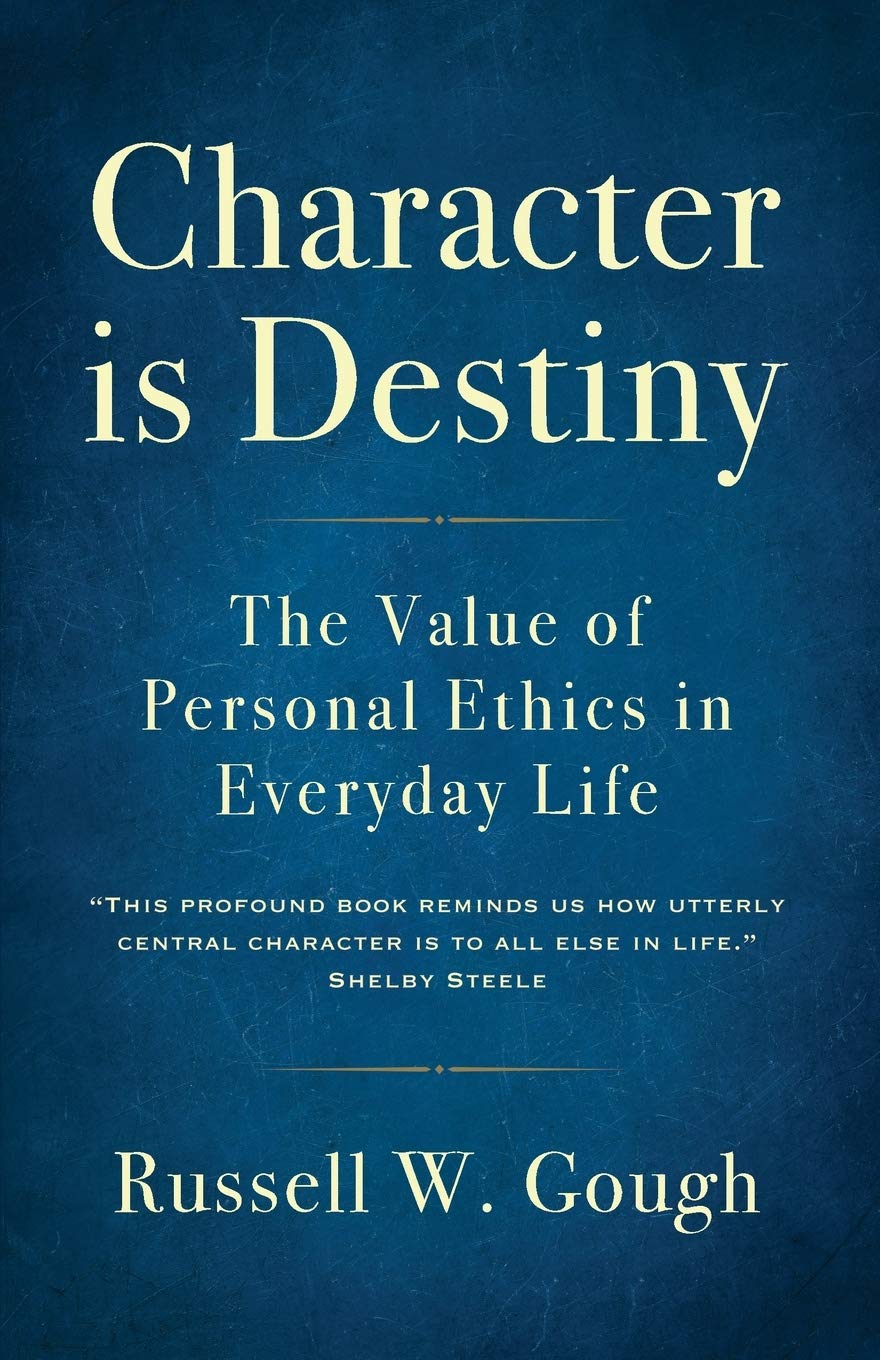 Character
is Destiny
The Value of
Personal Ethics in
Everyday Life
“This profound book reminds us how utterly
central character is to all else in life.”
Shelby Steele
Russell W. Gough